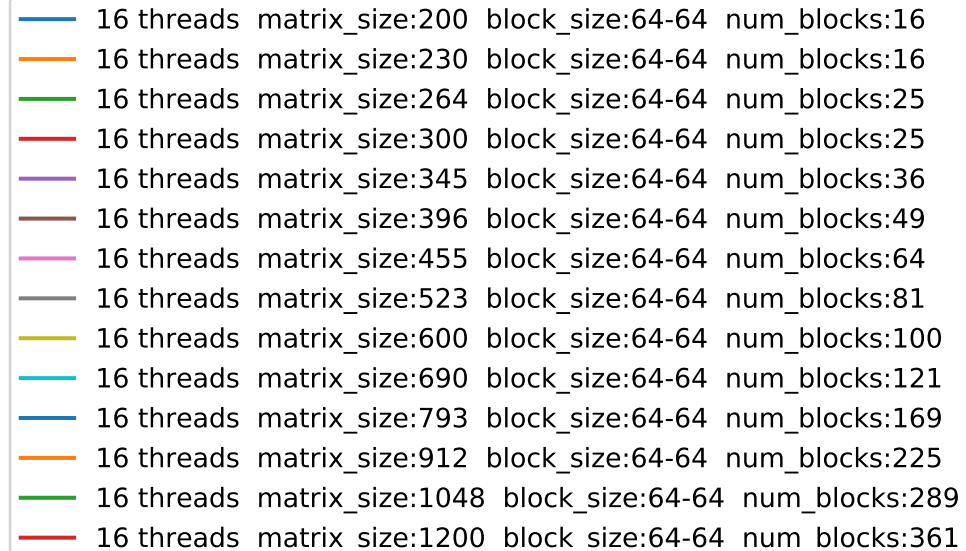 16 threads  matrix_size:200  block_size:64-64  num_blocks:16
16 threads  matrix_size:230  block_size:64-64  num_blocks:16
16 threads  matrix_size:264  block_size:64-64  num_blocks:25
16 threads  matrix_size:300  block_size:64-64  num_blocks:25
16 threads  matrix_size:345  block_size:64-64  num_blocks:36
16 threads  matrix_size:396  block_size:64-64  num_blocks:49
16 threads  matrix_size:455  block_size:64-64  num_blocks:64
16 threads  matrix_size:523  block_size:64-64  num_blocks:81
16 threads  matrix_size:600  block_size:64-64  num_blocks:100
16 threads  matrix_size:690  block_size:64-64  num_blocks:121
16 threads  matrix_size:793  block_size:64-64  num_blocks:169
16 threads  matrix_size:912  block_size:64-64  num_blocks:225
16 threads  matrix_size:1048  block_size:64-64  num_blocks:289
16 threads  matrix_size:1200  block_size:64-64  num_blocks:361